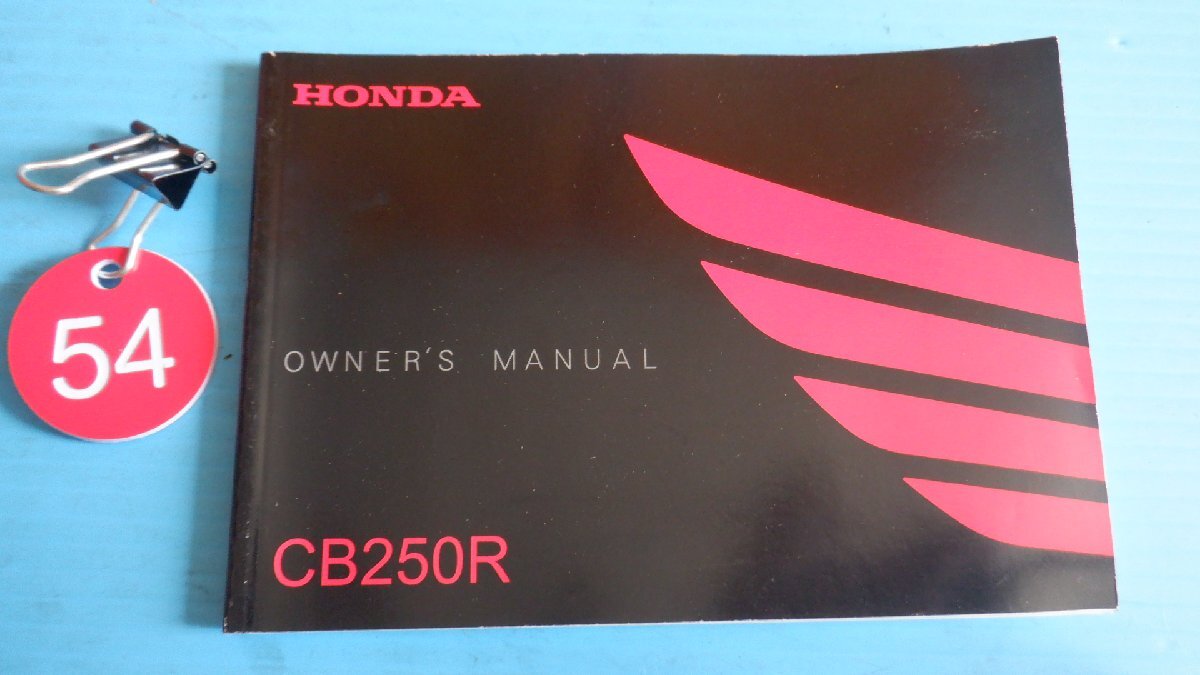 HONDA
54
OWNER'S MANUAL
CB250R